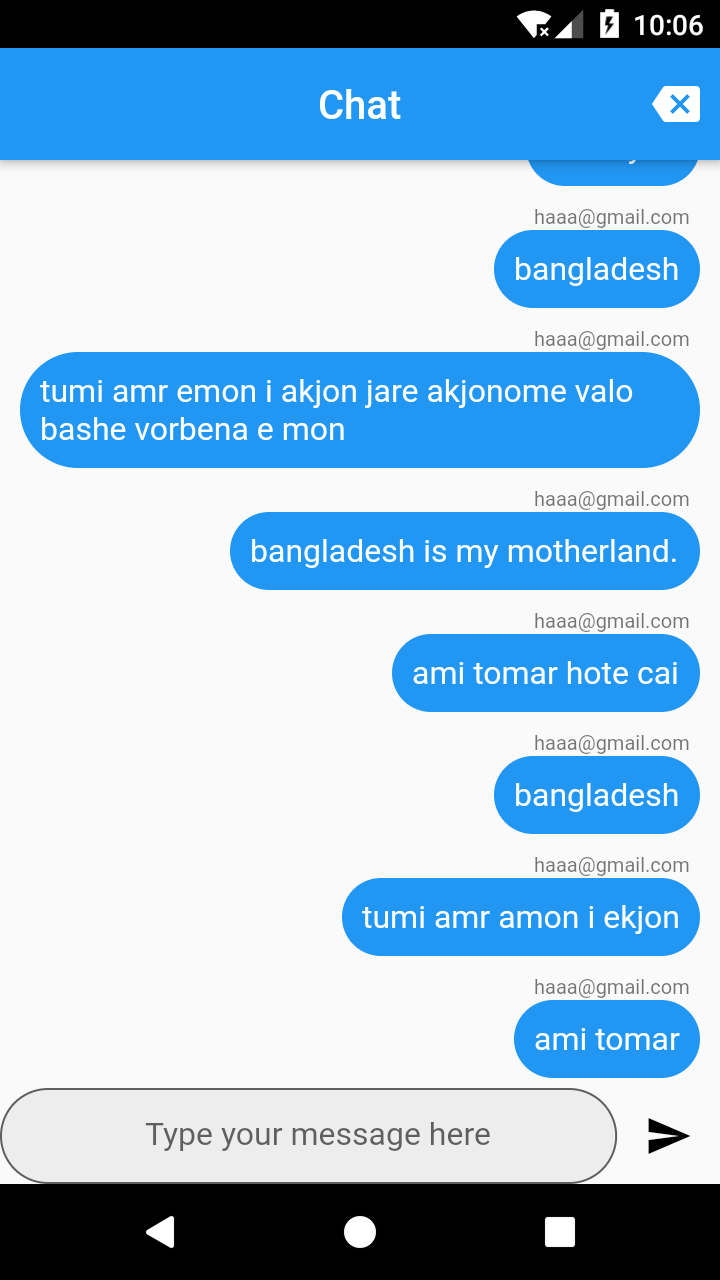 10:06
Chat
haaa@gmail.com
bangladesh
haaa@gmail.com
tumi amr emon i akjon jare akjonome valo
bashe vorbena e mon
haaa@gmail.com
bangladesh is my motherland.
haaa@gmail.com
ami tomar hote cai
haaa@gmail.com
bangladesh
haaa@gmail.com
tumi amr amon i ekjon
haaa@gmail.com
ami tomar
Type your message here